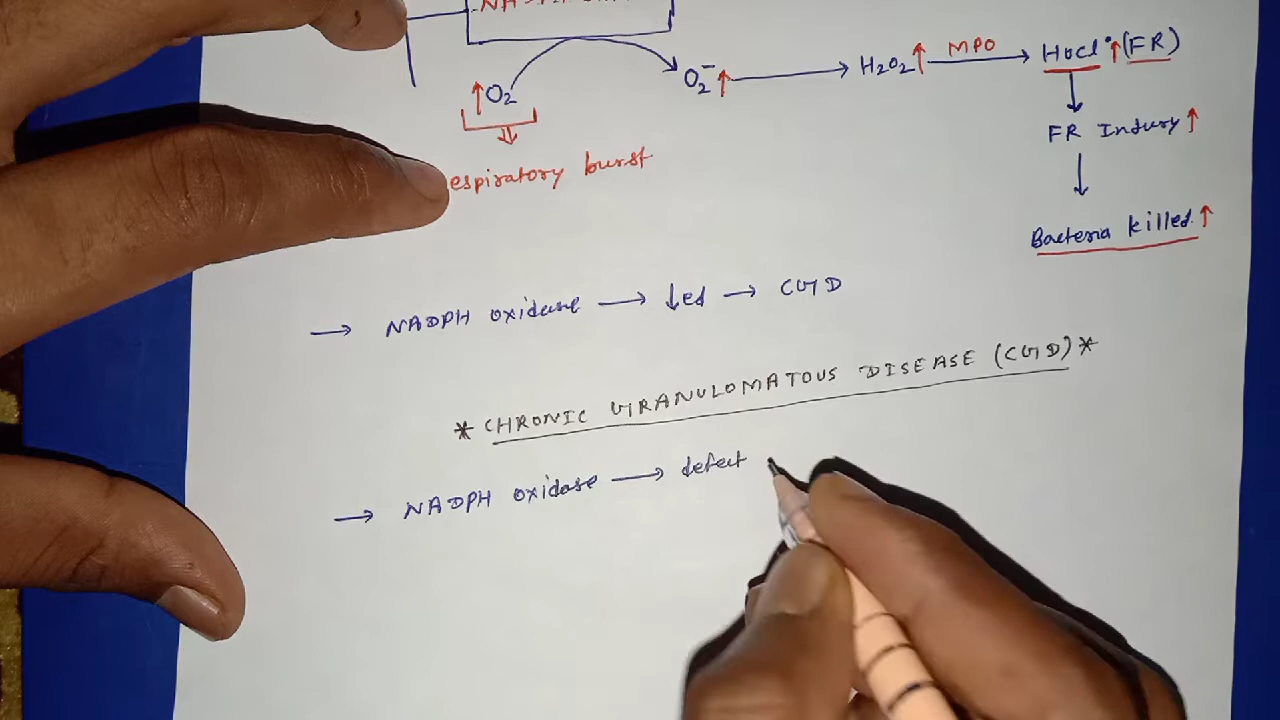 ↑O2 O2⁻↑ → H2O2↑ MPO → Hocl•↑(FR)
FR Indury↑
espiratory burst
Bacteria killed↑
→ NADPH oxidase → ↓ed → CGD
*CHRONIC GRANULOMATOUS DISEASE (CGD)*
→ NADPH oxidase → defect